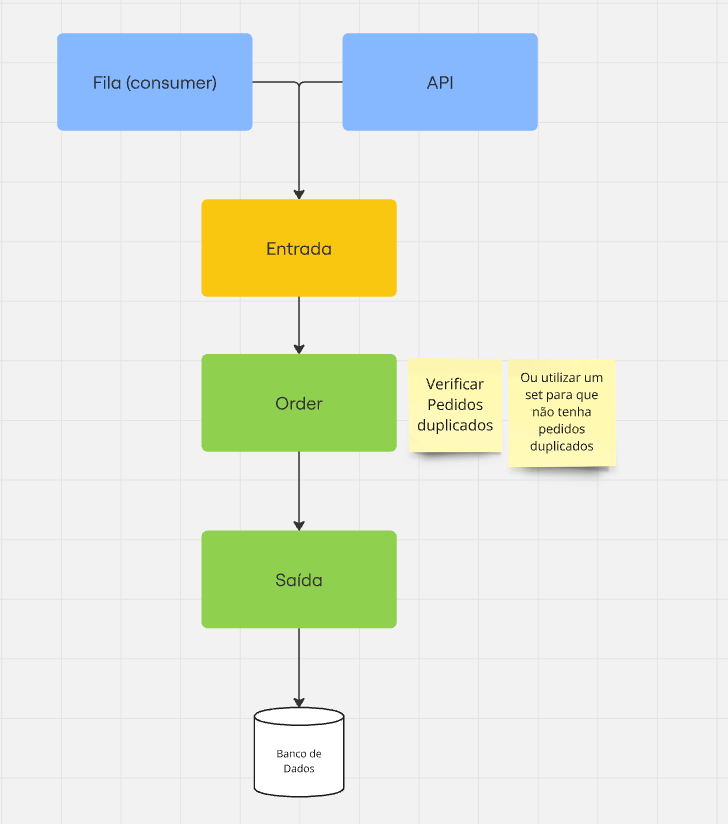 Fila (consumer)
API
Entrada
Order
Verificar
Pedidos
duplicados
Ou utilizar um
set para que
não tenha
pedidos
duplicados
Saída
Banco de
Dados